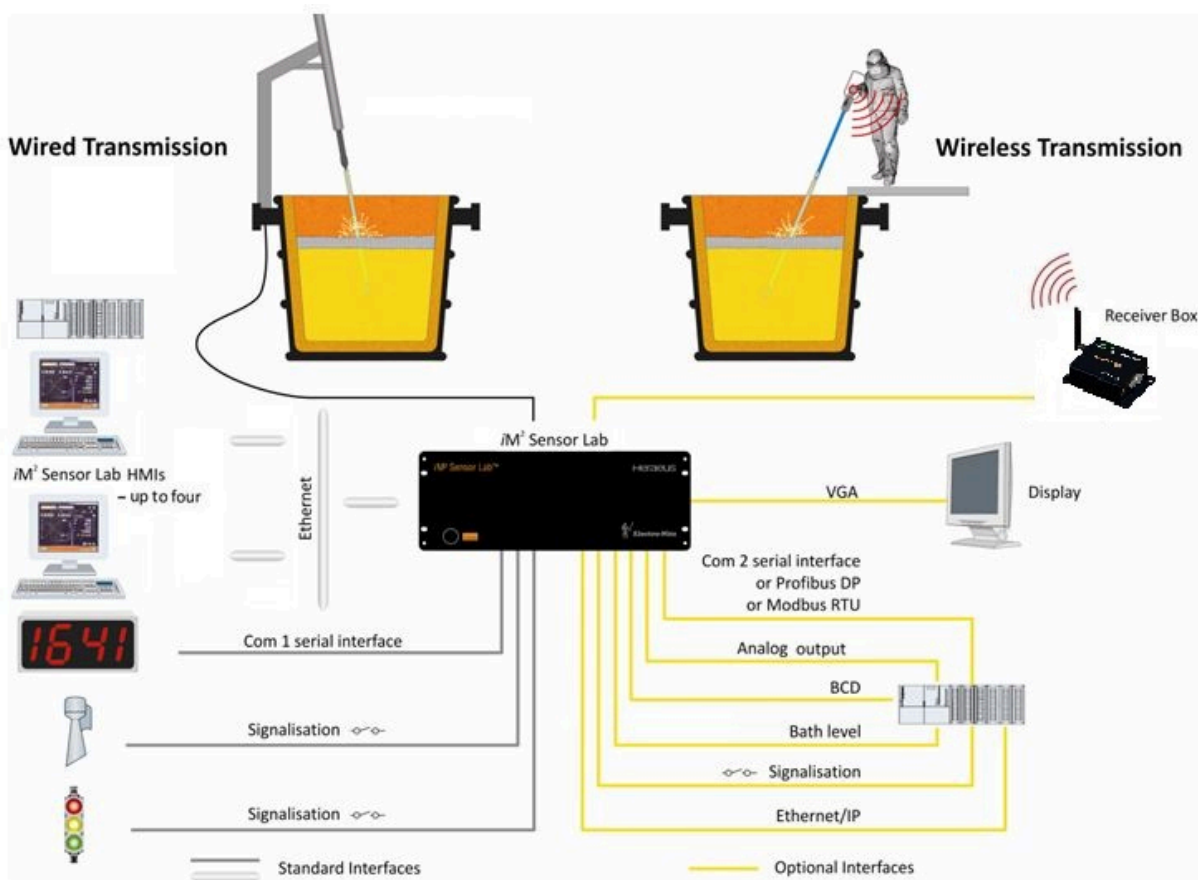 Wired Transmission
Wireless Transmission
Receiver Box
iM² Sensor Lab
iM² Sensor Lab™
Heraeus
Electro-Nite
iM² Sensor Lab HMIs
– up to four
Ethernet
VGA
Display
Com 2 serial interface
or Profibus DP
or Modbus RTU
1641
Com 1 serial interface
Analog output
BCD
Signalisation
Bath level
Signalisation
Signalisation
Ethernet/IP
Standard Interfaces
Optional Interfaces